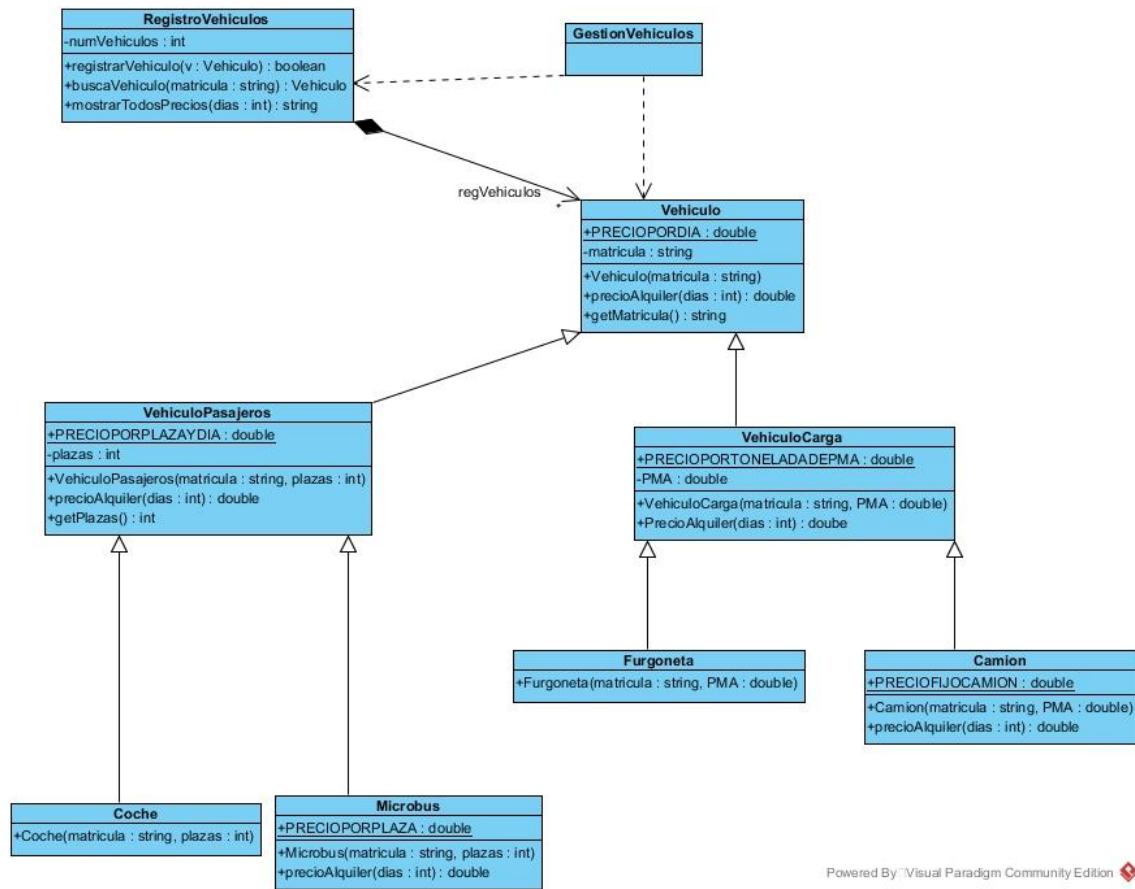 RegistroVehiculos
-numVehiculos : int
+registrarVehiculo(v : Vehiculo) : boolean
+buscaVehiculo(matricula : string) : Vehiculo
+mostrarTodosPrecios(dias : int) : string
GestionVehiculos
regVehiculos
*
Vehiculo
+PRECIOPORDIA : double
-matricula : string
+Vehiculo(matricula : string)
+precioAlquiler(dias : int) : double
+getMatricula() : string
VehiculoPasajeros
+PRECIOPORPLAZAYDIA : double
-plazas : int
+VehiculoPasajeros(matricula : string, plazas : int)
+precioAlquiler(dias : int) : double
+getPlazas() : int
VehiculoCarga
+PRECIOPORTONELADADEPMA : double
-PMA : double
+VehiculoCarga(matricula : string, PMA : double)
+PrecioAlquiler(dias : int) : doube
Furgoneta
+Furgoneta(matricula : string, PMA : double)
Camion
+PRECIOFIJOCAMION : double
+Camion(matricula : string, PMA : double)
+precioAlquiler(dias : int) : double
Coche
+Coche(matricula : string, plazas : int)
Microbus
+PRECIOPORPLAZA : double
+Microbus(matricula : string, plazas : int)
+precioAlquiler(dias : int) : double
Powered By Visual Paradigm Community Edition